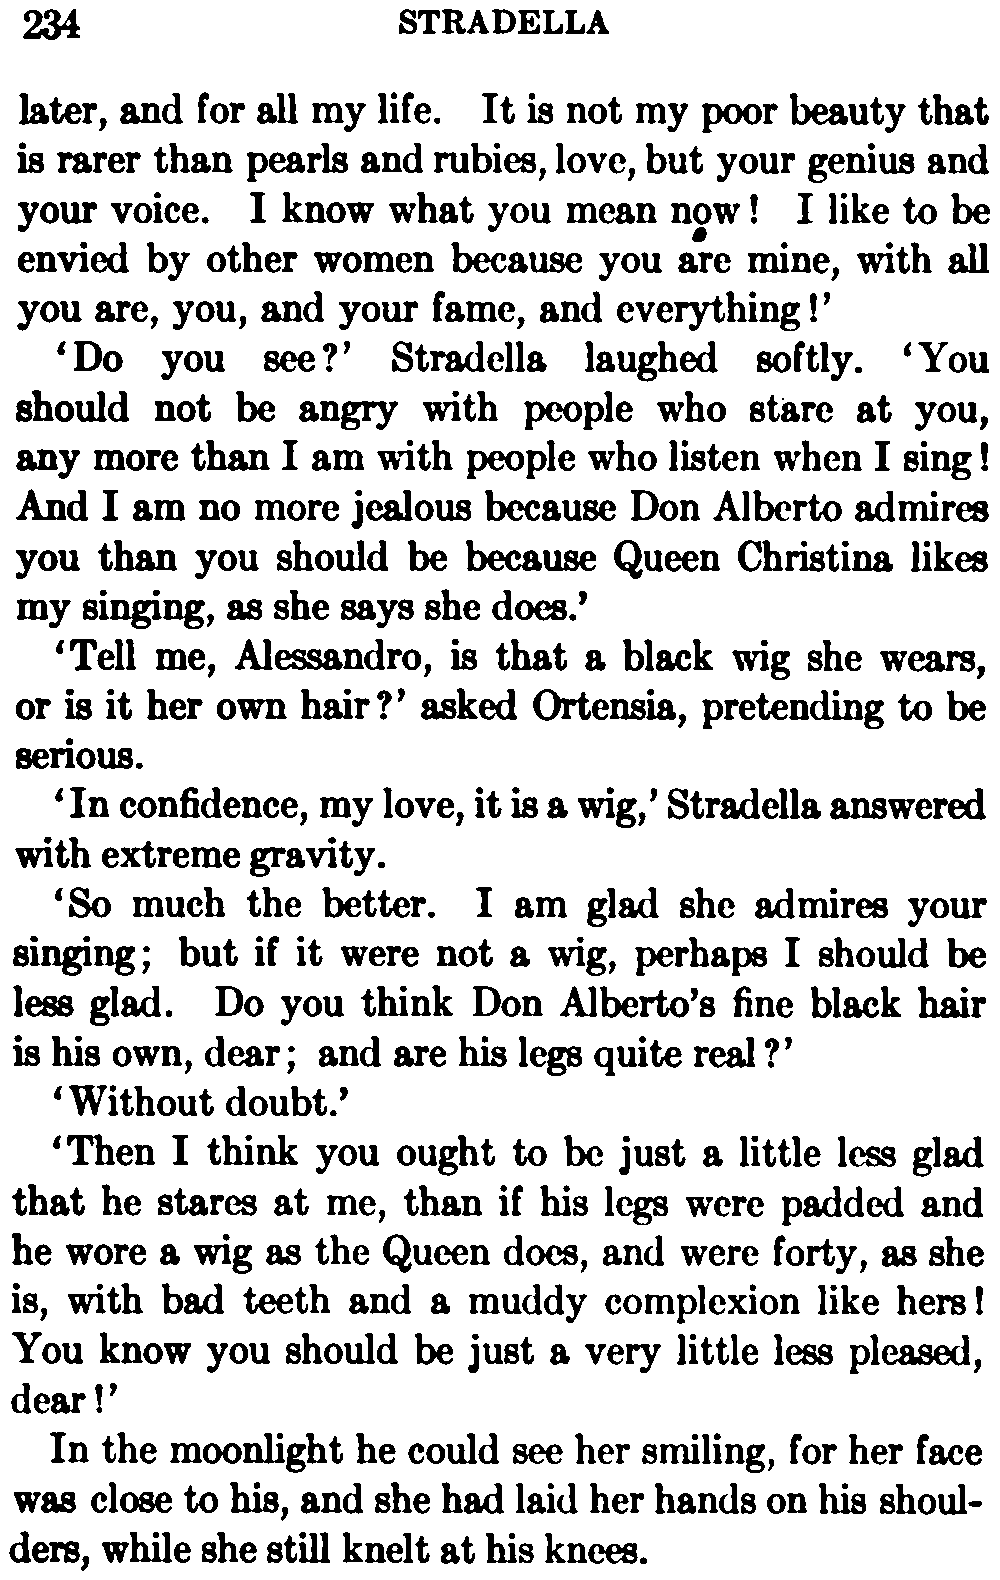 234 STRADELLA
later, and for all my life. It is not my poor beauty that
is rarer than pearls and rubies, love, but your genius and
your voice. I know what you mean now! I like to be
envied by other women because you are mine, with all
you are, you, and your fame, and everything!'
'Do you see?' Stradella laughed softly. 'You
should not be angry with people who stare at you,
any more than I am with people who listen when I sing!
And I am no more jealous because Don Alberto admires
you than you should be because Queen Christina likes
my singing, as she says she does.'
'Tell me, Alessandro, is that a black wig she wears,
or is it her own hair?' asked Ortensia, pretending to be
serious.
'In confidence, my love, it is a wig,' Stradella answered
with extreme gravity.
'So much the better. I am glad she admires your
singing; but if it were not a wig, perhaps I should be
less glad. Do you think Don Alberto's fine black hair
is his own, dear; and are his legs quite real?'
'Without doubt.'
'Then I think you ought to be just a little less glad
that he stares at me, than if his legs were padded and
he wore a wig as the Queen does, and were forty, as she
is, with bad teeth and a muddy complexion like hers!
You know you should be just a very little less pleased,
dear!'
In the moonlight he could see her smiling, for her face
was close to his, and she had laid her hands on his shoul-
ders, while she still knelt at his knees.